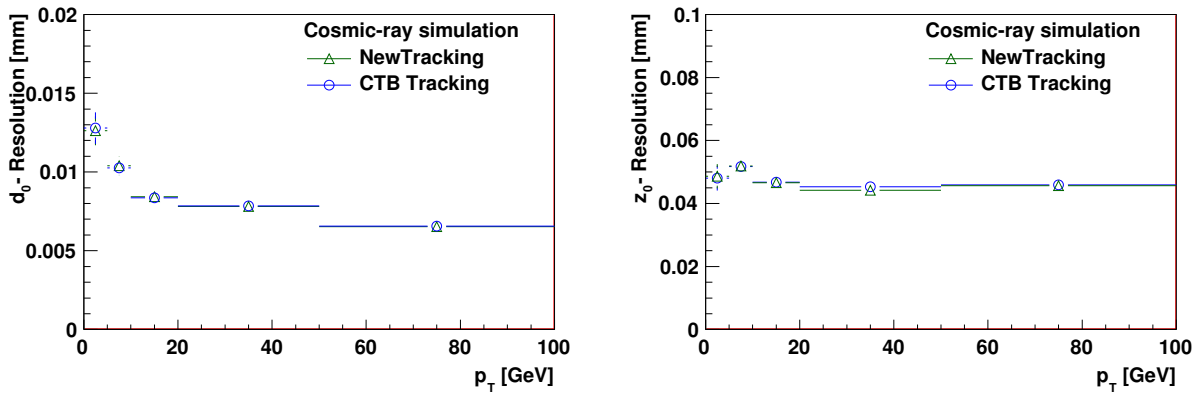 d0- Resolution [mm]
0.02
0.015
0.01
0.005
0
Cosmic-ray simulation
NewTracking
CTB Tracking
0 20 40 60 80 100
pT [GeV]
z0- Resolution [mm]
0.1
0.08
0.06
0.04
0.02
0
Cosmic-ray simulation
NewTracking
CTB Tracking
0 20 40 60 80 100
pT [GeV]